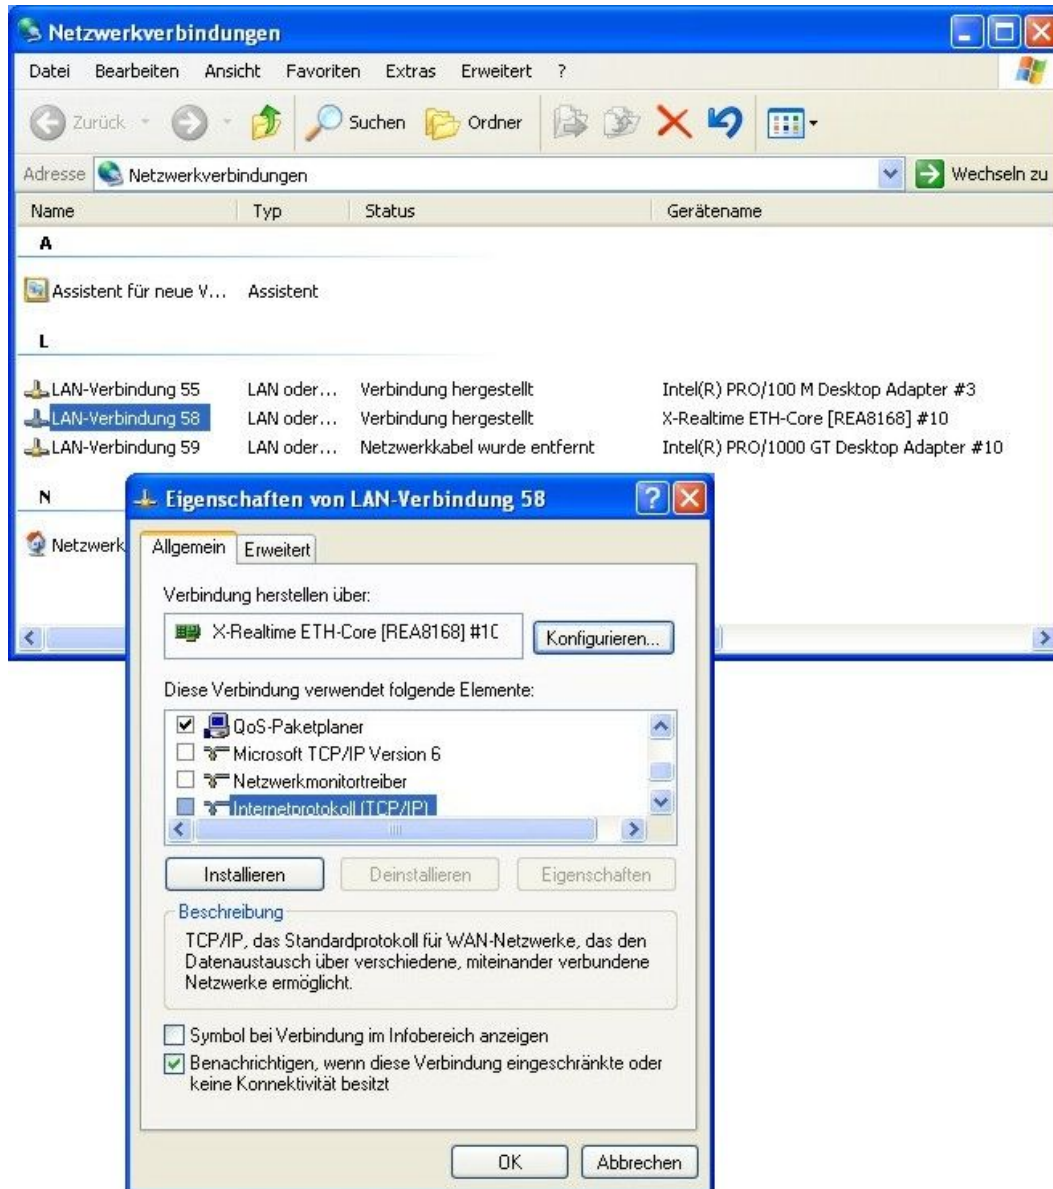 Netzwerkverbindungen
Datei Bearbeiten Ansicht Favoriten Extras Erweitert ?
Zurück Suchen Ordner
Adresse Netzwerkverbindungen Wechseln zu
Name Typ Status Gerätename
A
Assistent für neue V... Assistent
L
LAN-Verbindung 55 LAN oder... Verbindung hergestellt Intel(R) PRO/100 M Desktop Adapter #3
LAN-Verbindung 58 LAN oder... Verbindung hergestellt X-Realtime ETH-Core [REA8168] #10
LAN-Verbindung 59 LAN oder... Netzwerkkabel wurde entfernt Intel(R) PRO/1000 GT Desktop Adapter #10
N
Netzwerk
Eigenschaften von LAN-Verbindung 58 ?
Allgemein Erweitert
Verbindung herstellen über:
X-Realtime ETH-Core [REA8168] #10
Konfigurieren...
Diese Verbindung verwendet folgende Elemente:
QoS-Paketplaner
Microsoft TCP/IP Version 6
Netzwerkmonitortreiber
Internetprotokoll (TCP/IP)
Installieren Deinstallieren Eigenschaften
Beschreibung
TCP/IP, das Standardprotokoll für WAN-Netzwerke, das den
Datenaustausch über verschiedene, miteinander verbundene
Netzwerke ermöglicht.
Symbol bei Verbindung im Infobereich anzeigen
Benachrichtigen, wenn diese Verbindung eingeschränkte oder
keine Konnektivität besitzt
OK Abbrechen